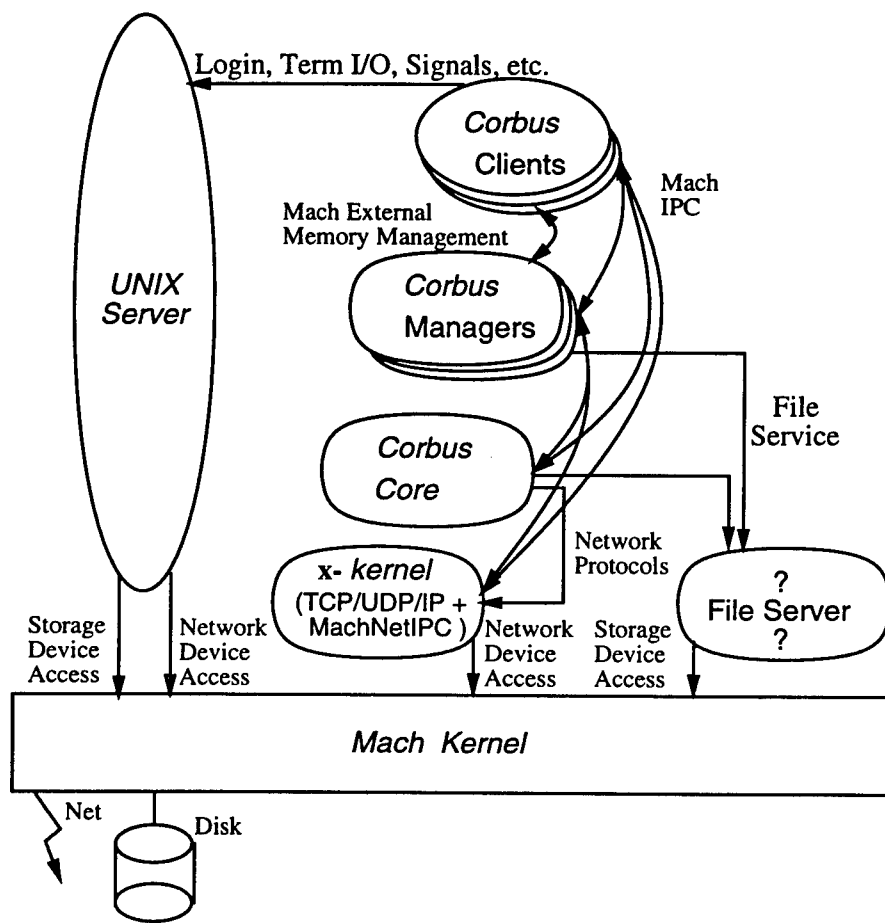 Login, Term I/O, Signals, etc.
Corbus
Clients
Mach
IPC
Mach External
Memory Management
UNIX
Server
Corbus
Managers
File
Service
Corbus
Core
Network
Protocols
x- kernel
(TCP/UDP/IP +
MachNetIPC )
?
File Server
?
Storage
Device
Access
Network
Device
Access
Network
Device
Access
Storage
Device
Access
Mach Kernel
Net
Disk